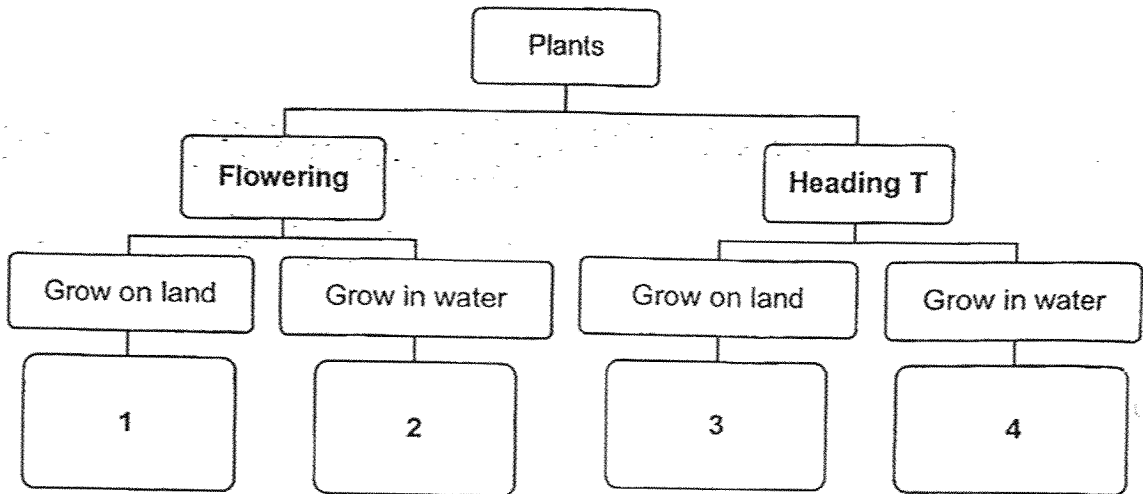 Plants
Flowering
Heading T
Grow on land
Grow in water
Grow on land
Grow in water
1
2
3
4